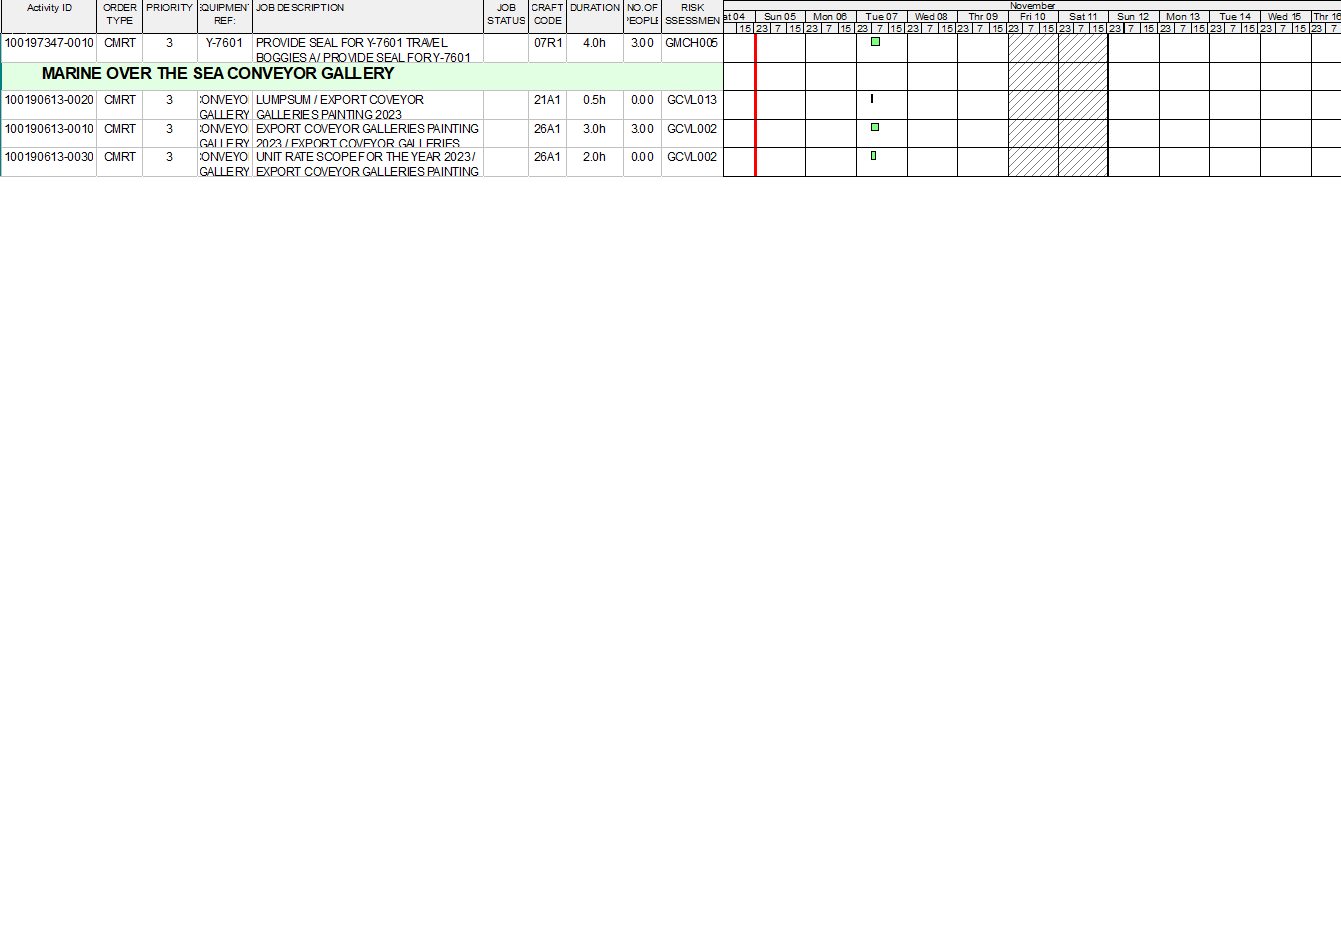 November
Activity ID ORDER TYPE PRIORITY EQUIPMENT REF: JOB DESCRIPTION JOB STATUS CRAFT CODE DURATION NO.OF PEOPLE RISK SSESSMEN
at 04 Sun 05 Mon 06 Tue 07 Wed 08 Thr 09 Fri 10 Sat 11 Sun 12 Mon 13 Tue 14 Wed 15 Thr 16
15 23 7 15 23 7 15 23 7 15 23 7 15 23 7 15 23 7 15 23 7 15 23 7 15 23 7 15 23 7 15 23 7 15 23 7
100197347-0010 CMRT 3 Y-7601 PROVIDE SEAL FOR Y-7601 TRAVEL 07R1 4.0h 3.00 GMCH005
BOGGIES A/ PROVIDE SEAL FOR Y-7601
MARINE OVER THE SEA CONVEYOR GALLERY
100190613-0020 CMRT 3 CONVEYO LUMPSUM / EXPORT COVEYOR 21A1 0.5h 0.00 GCVL013
GALLERY GALLERIES PAINTING 2023
100190613-0010 CMRT 3 CONVEYO EXPORT COVEYOR GALLERIES PAINTING 26A1 3.0h 3.00 GCVL002
GALLERY 2023 / EXPORT COVEYOR GALLERIES
100190613-0030 CMRT 3 CONVEYO UNIT RATE SCOPE FOR THE YEAR 2023/ 26A1 2.0h 0.00 GCVL002
GALLERY EXPORT COVEYOR GALLERIES PAINTING